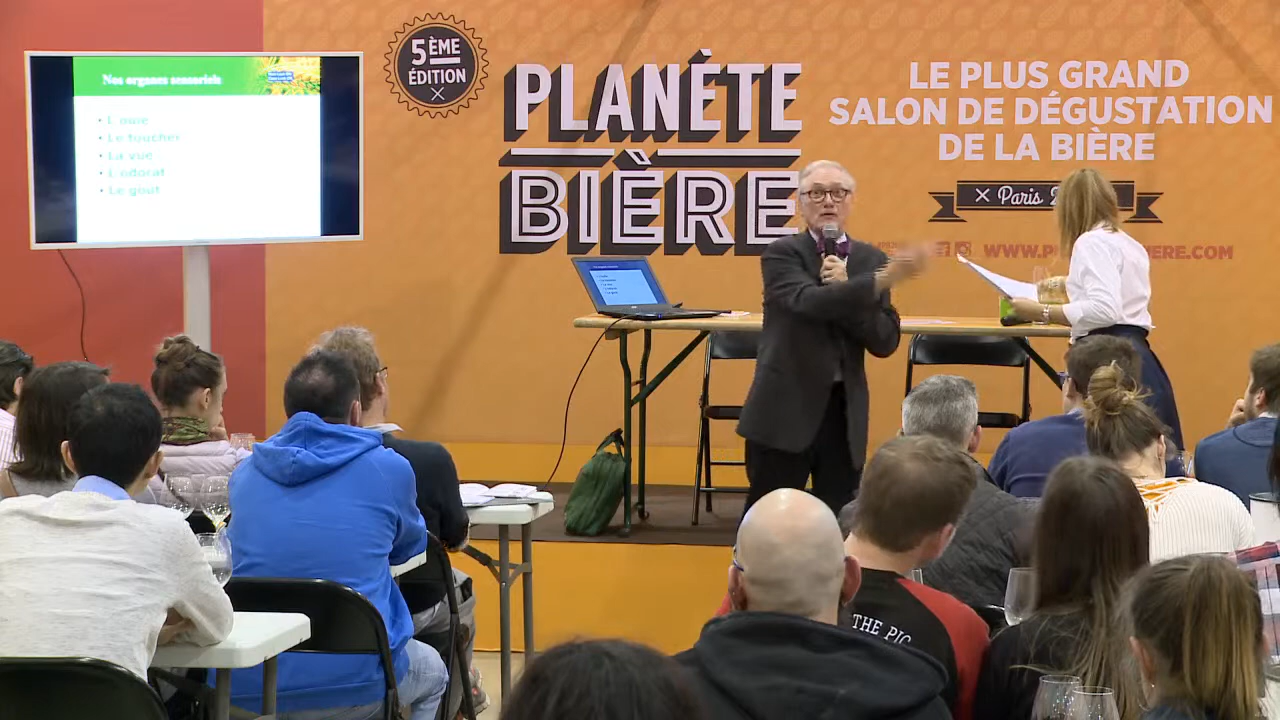 Nos organes sensoriels
• L'ouïe
• Le toucher
• La vue
• L'odorat
• Le goût
5ÈME
ÉDITION
×
PLANÈTE
BIÈRE
LE PLUS GRAND
SALON DE DÉGUSTATION
DE LA BIÈRE
× Paris
THE PIC